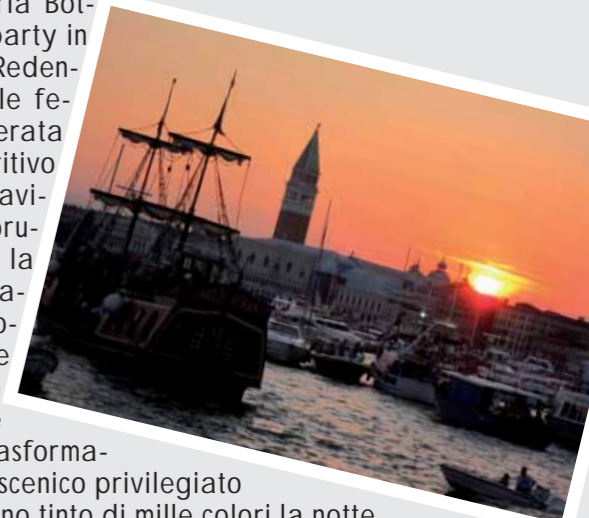 ria Bot-
party in
Reden-
le fe-
erata
ritivo
avi-
oru-
la
a-
o-
e
e
asforma-
scenico privilegiato
no tinto di mille colori la notte